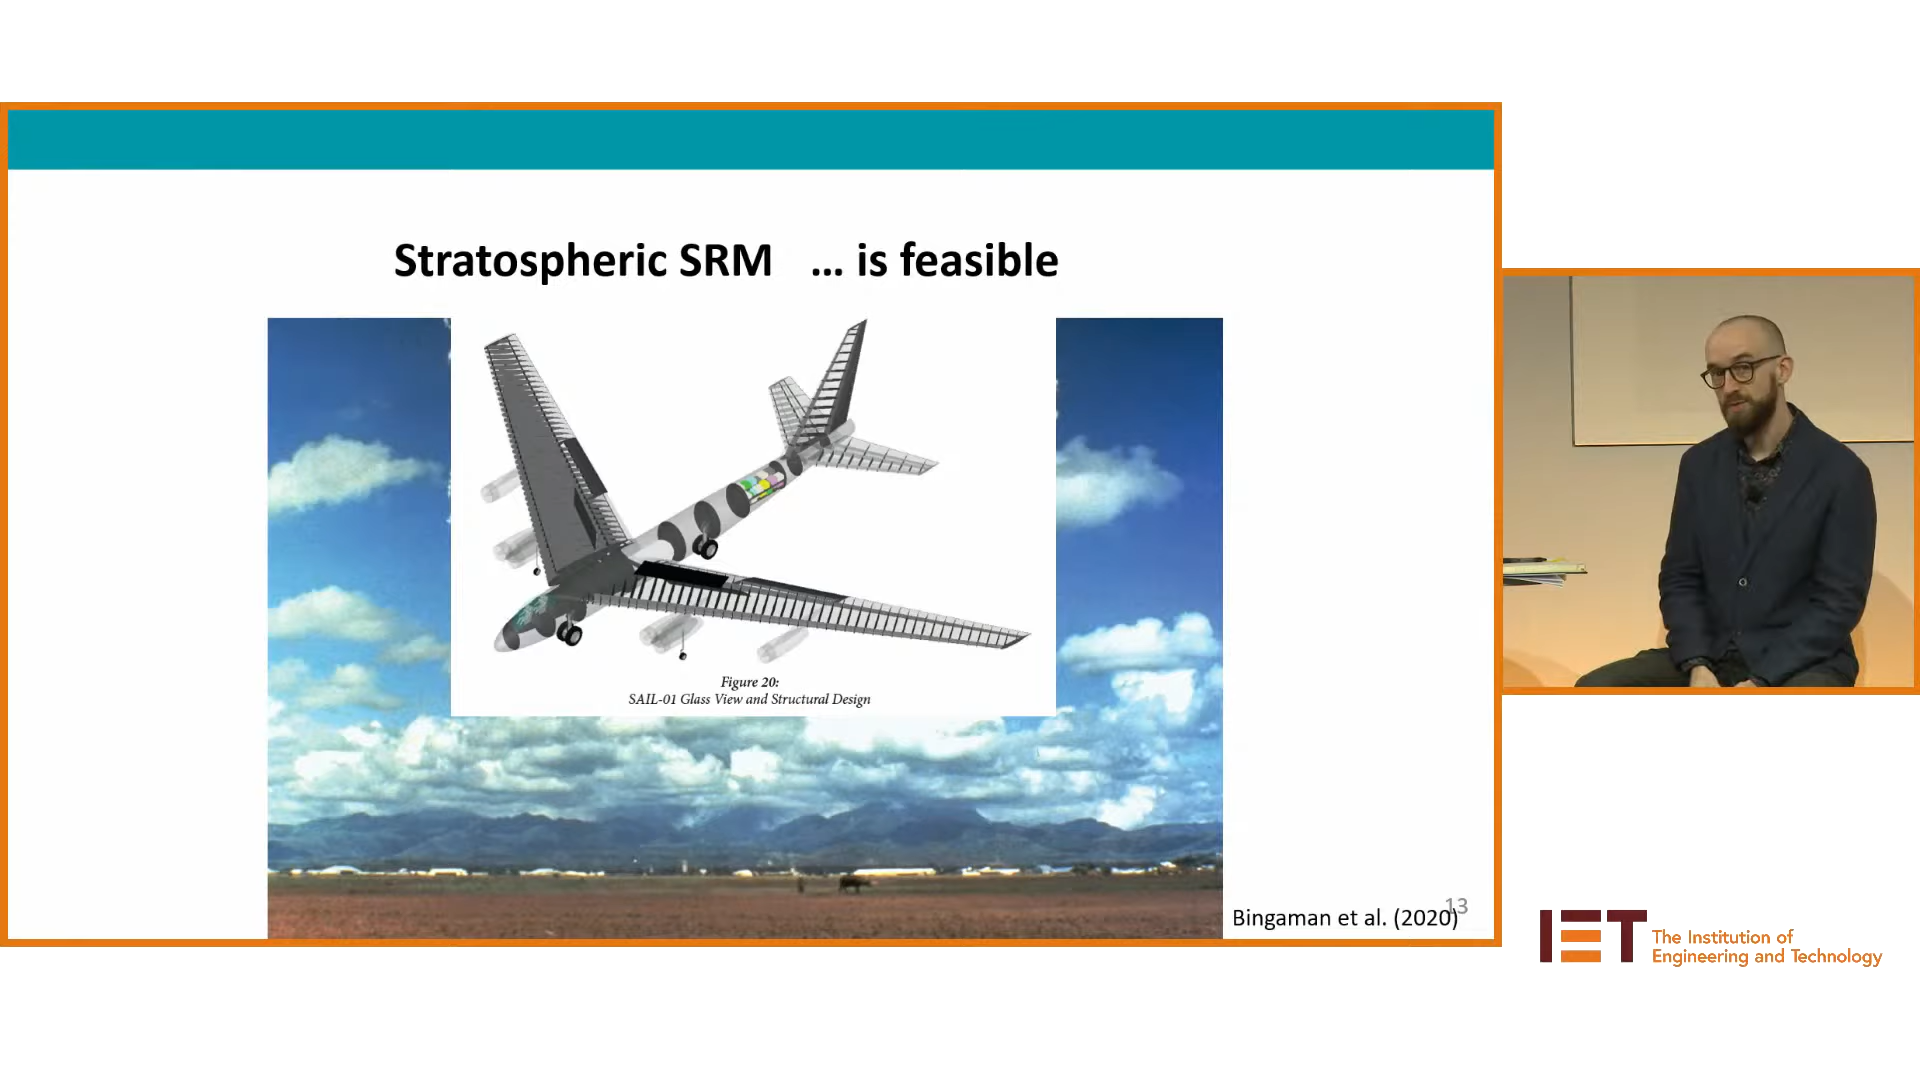 Stratospheric SRM ... is feasible
Figure 20:
SAIL-01 Glass View and Structural Design
13
Bingaman et al. (2020)
IET The Institution of
Engineering and Technology